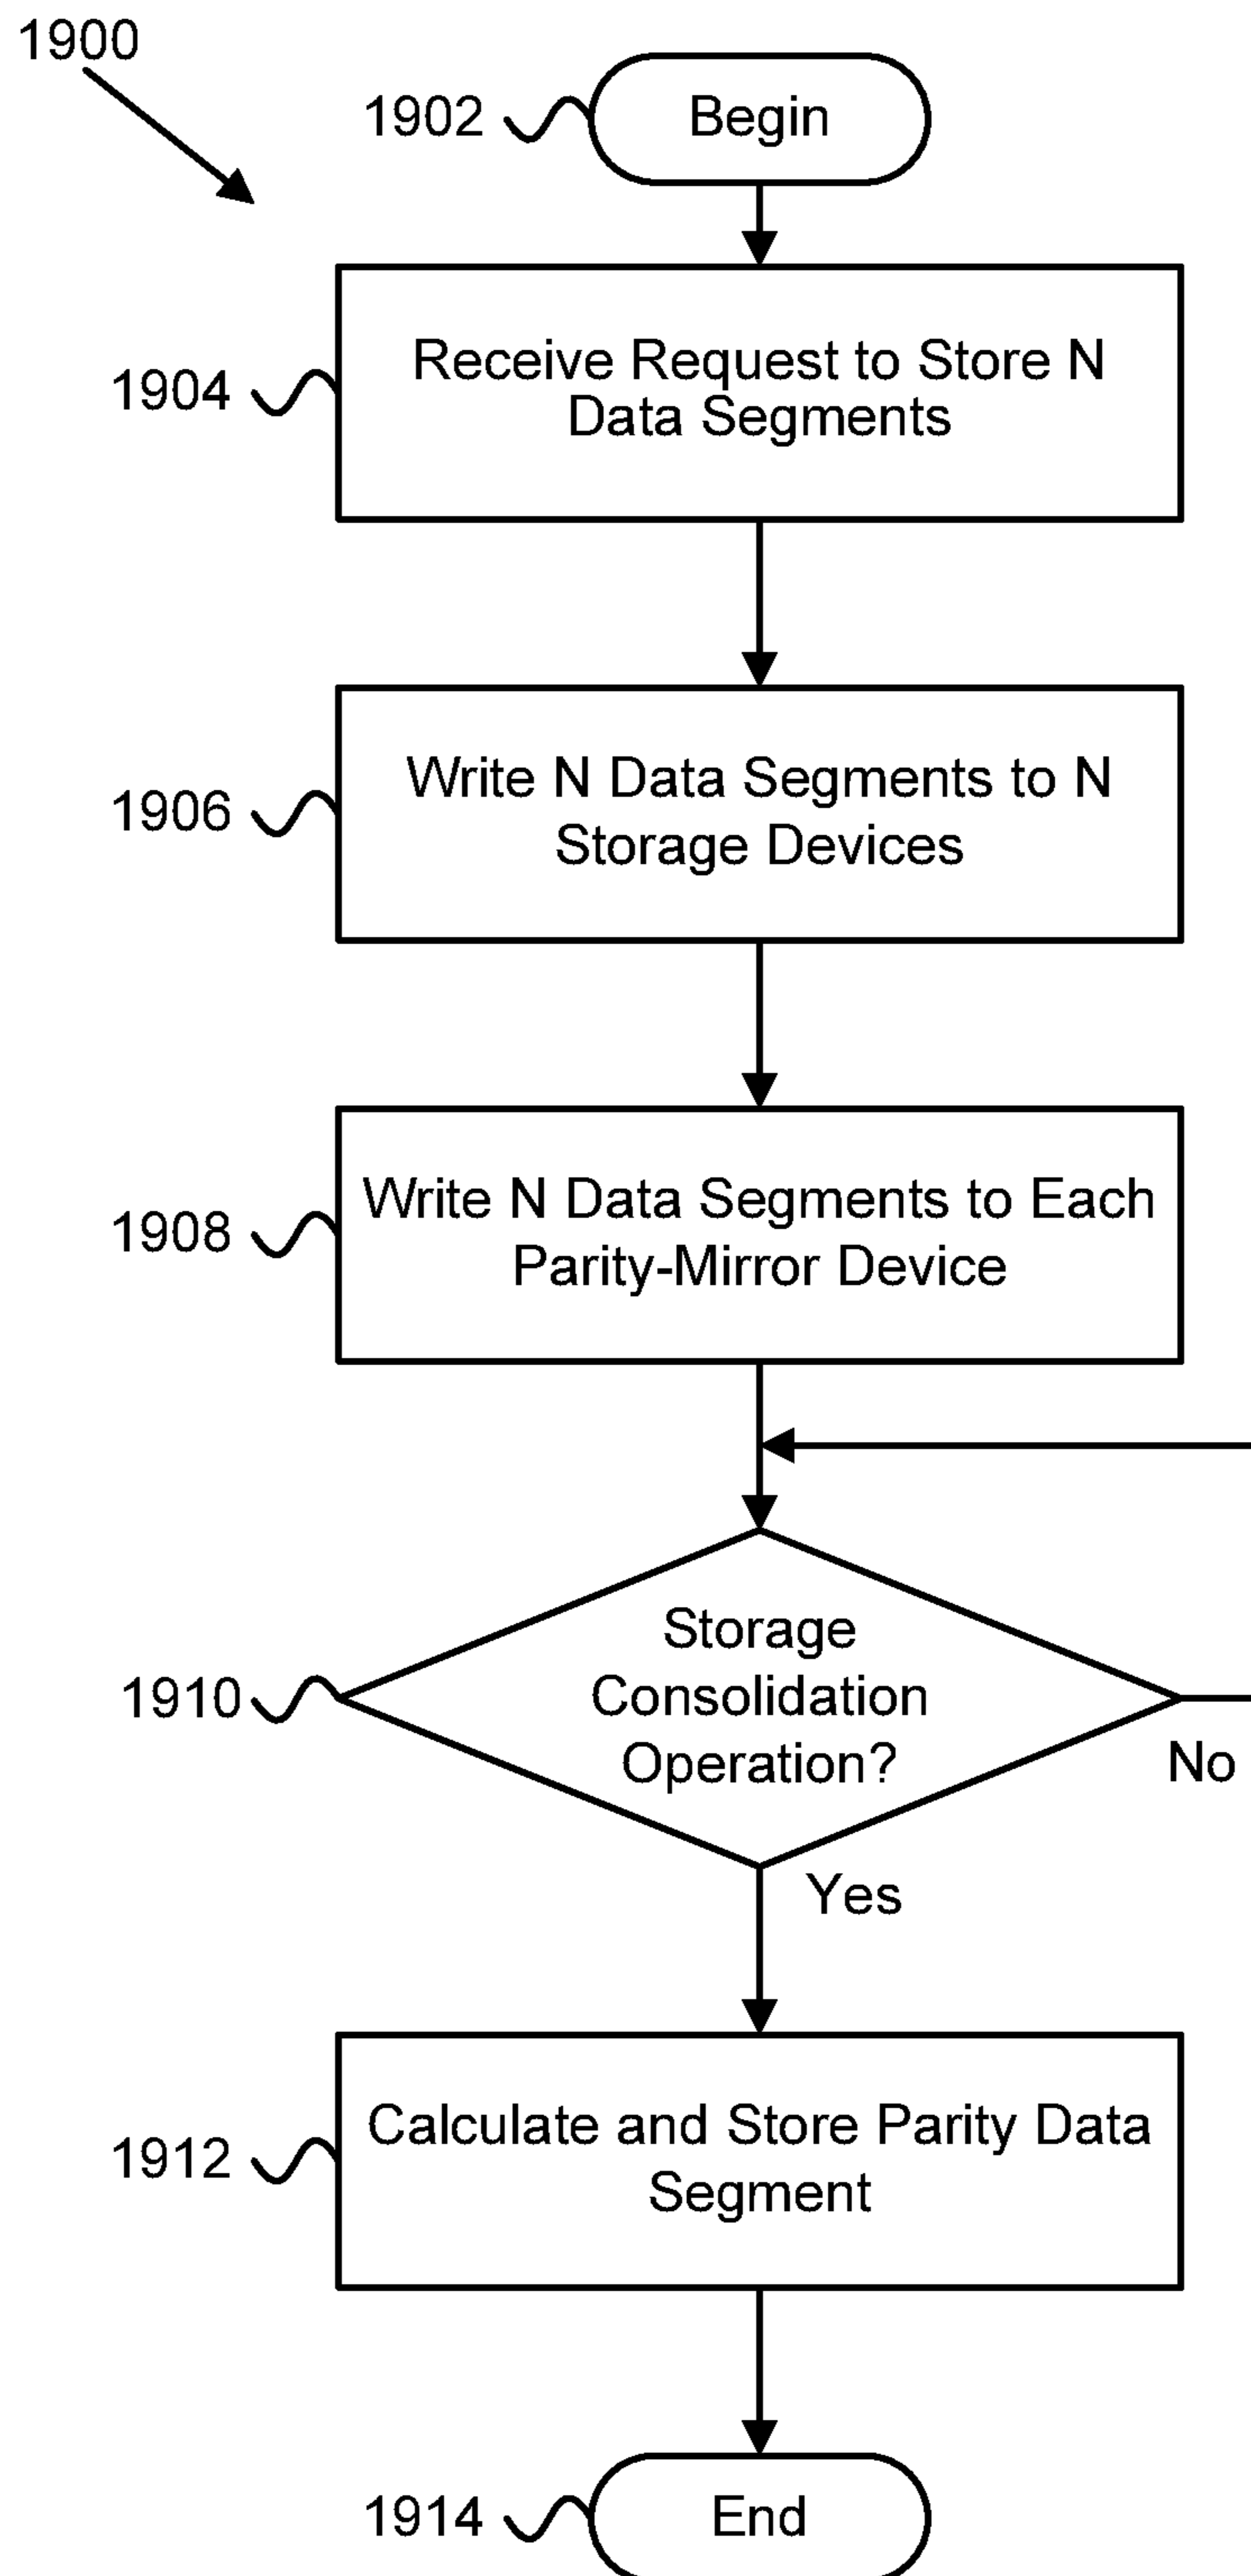 1900
1902
Begin
1904
Receive Request to Store N
Data Segments
1906
Write N Data Segments to N
Storage Devices
1908
Write N Data Segments to Each
Parity-Mirror Device
1910
Storage
Consolidation
Operation?
No
Yes
1912
Calculate and Store Parity Data
Segment
1914
End